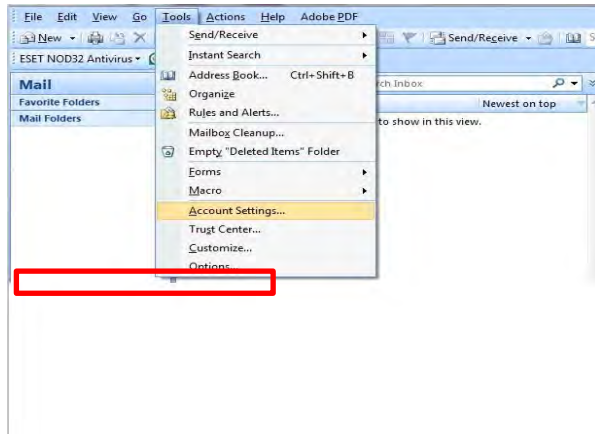 File Edit View Go Tools Actions Help Adobe PDF
New Send/Receive
ESET NOD32 Antivirus
Mail
Favorite Folders
Mail Folders
Send/Receive
Instant Search
Address Book... Ctrl+Shift+B
Organize
Rules and Alerts...
Mailbox Cleanup...
Empty "Deleted Items" Folder
Forms
Macro
Account Settings...
Trust Center...
Customize...
Options...
Inbox
Newest on top
to show in this view.